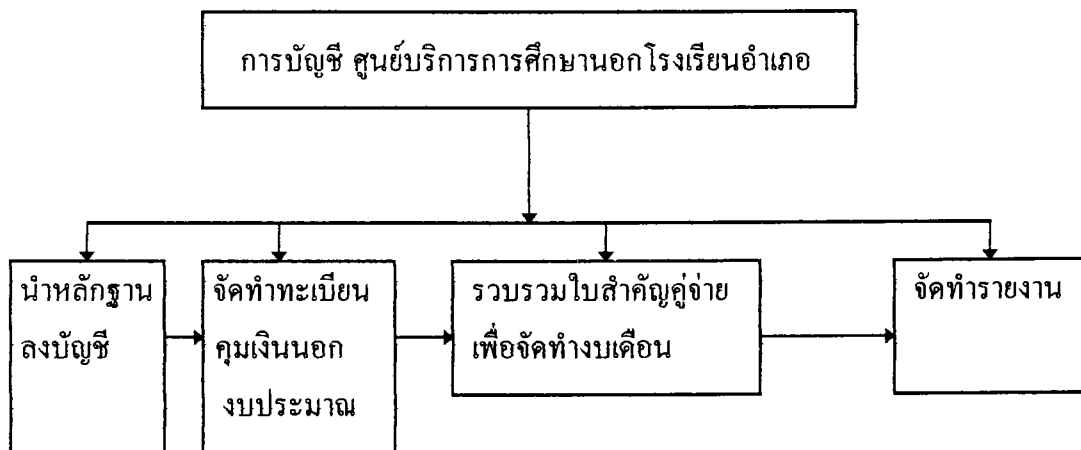 การบัญชี ศูนย์บริการการศึกษานอกโรงเรียนอำเภอ
นำหลักฐาน
ลงบัญชี
จัดทำทะเบียน
คุมเงินนอก
งบประมาณ
รวบรวมใบสำคัญคู่จ่าย
เพื่อจัดทำงบเดือน
จัดทำรายงาน